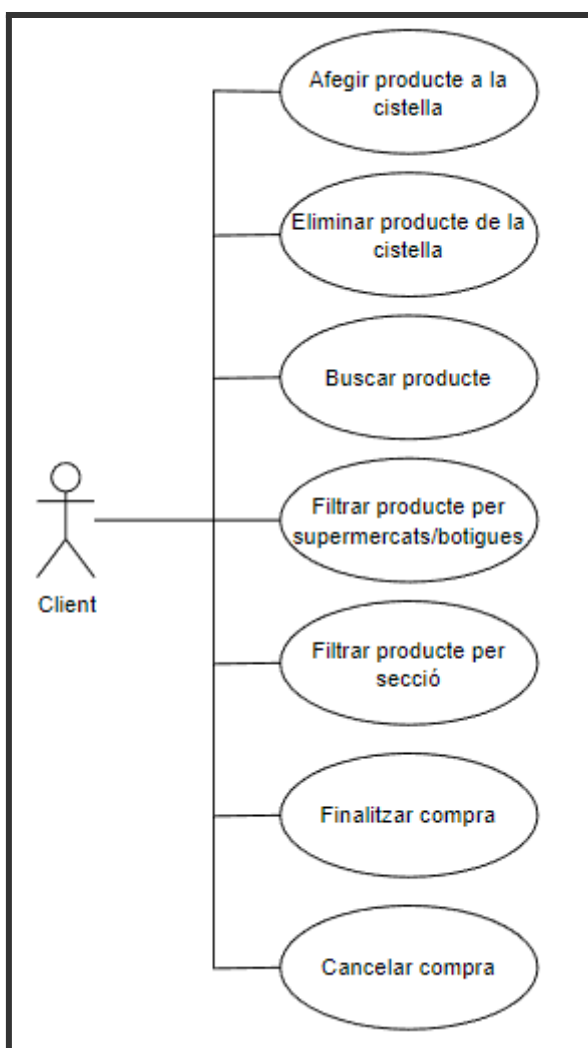 Afegir producte a la
cistella
Eliminar producte de la
cistella
Buscar producte
Filtrar producte per
supermercats/botigues
Client
Filtrar producte per
secció
Finalitzar compra
Cancelar compra